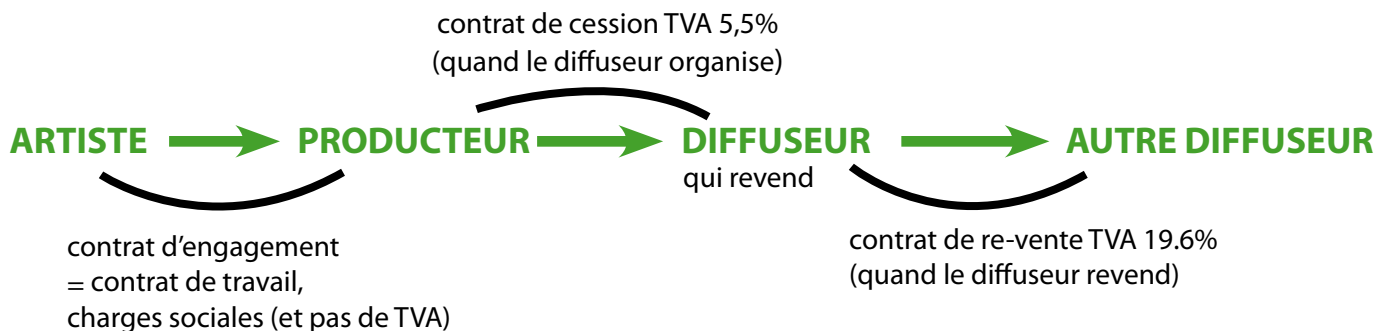 contrat de cession TVA 5,5%
(quand le diffuseur organise)
ARTISTE PRODUCTEUR DIFFUSEUR AUTRE DIFFUSEUR
qui revend
contrat d’engagement
= contrat de travail,
charges sociales (et pas de TVA)
contrat de re-vente TVA 19.6%
(quand le diffuseur revend)